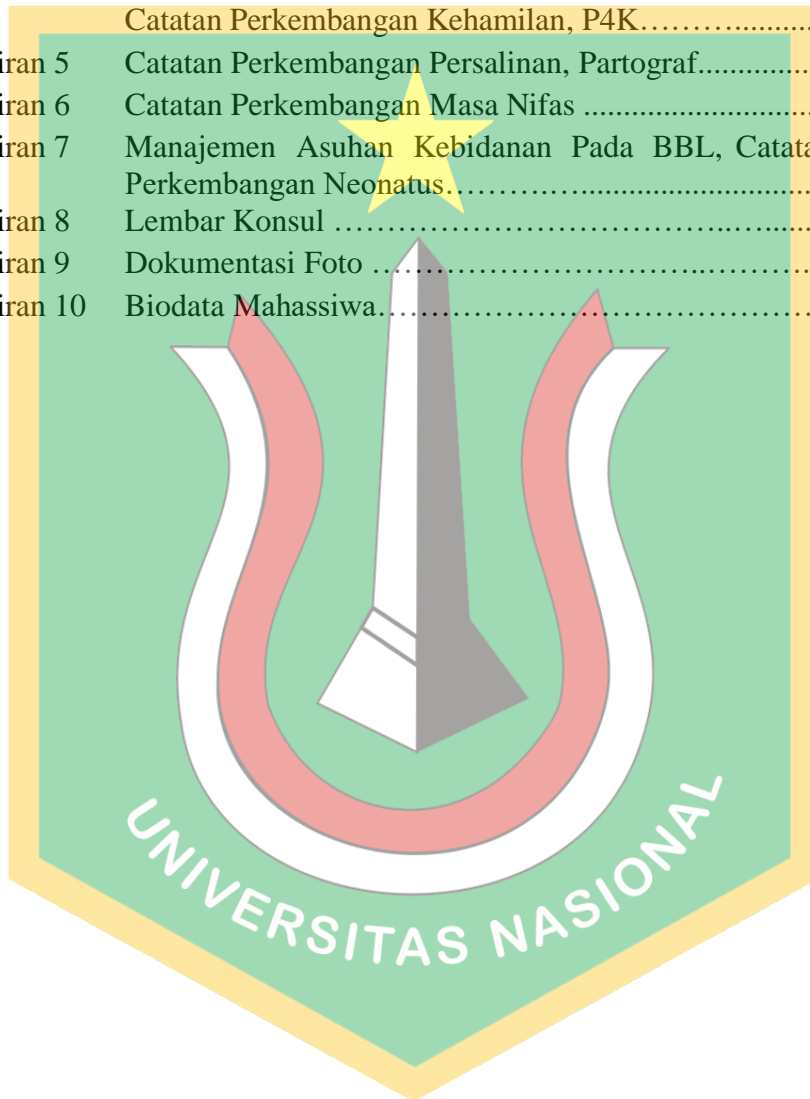 Catatan Perkembangan Kehamilan, P4K………...........
iran 5 Catatan Perkembangan Persalinan, Partograf...............
iran 6 Catatan Perkembangan Masa Nifas ..............................
iran 7 Manajemen Asuhan Kebidanan Pada BBL, Catata
Perkembangan Neonatus……….…..............................
iran 8 Lembar Konsul ………………………………..…......
iran 9 Dokumentasi Foto ……………………………..…………
iran 10 Biodata Mahassiwa……………………………………
UNIVERSITAS NASIONAL